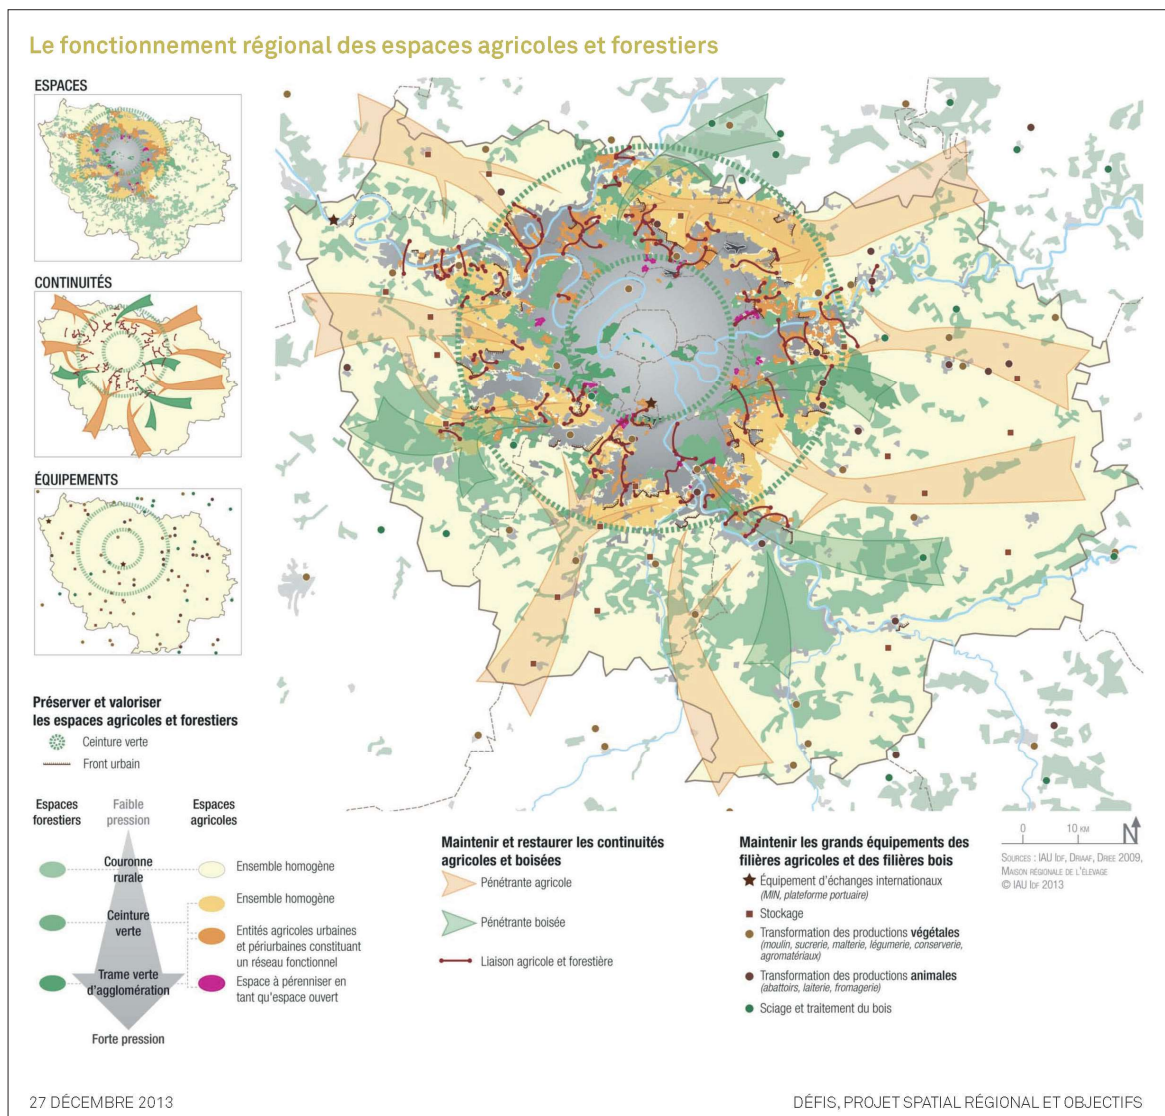 Le fonctionnement régional des espaces agricoles et forestiers
ESPACES
CONTINUITÉS
ÉQUIPEMENTS
Préserver et valoriser
les espaces agricoles et forestiers
Ceinture verte
Front urbain
Espaces
forestiers
Faible
pression
Espaces
agricoles
Couronne
rurale
Ensemble homogène
Ceinture
verte
Ensemble homogène
Entités agricoles urbaines
et périurbaines constituant
un réseau fonctionnel
Trame verte
d'agglomération
Espace à pérenniser en
tant qu'espace ouvert
Forte pression
Maintenir et restaurer les continuités
agricoles et boisées
Pénétrante agricole
Pénétrante boisée
Liaison agricole et forestière
Maintenir les grands équipements des
filières agricoles et des filières bois
Équipement d'échanges internationaux
(MIN, plateforme portuaire)
Stockage
Transformation des productions végétales
(moulin, sucrerie, malterie, légumerie, conserverie,
agromatériaux)
Transformation des productions animales
(abattoirs, laiterie, fromagerie)
Sciage et traitement du bois
0 10 KM
N
SOURCES : IAU IDF, DRIAAF, DRIEE 2009,
MAISON RÉGIONALE DE L'ÉLEVAGE
© IAU IDF 2013
27 DÉCEMBRE 2013
DÉFIS, PROJET SPATIAL RÉGIONAL ET OBJECTIFS